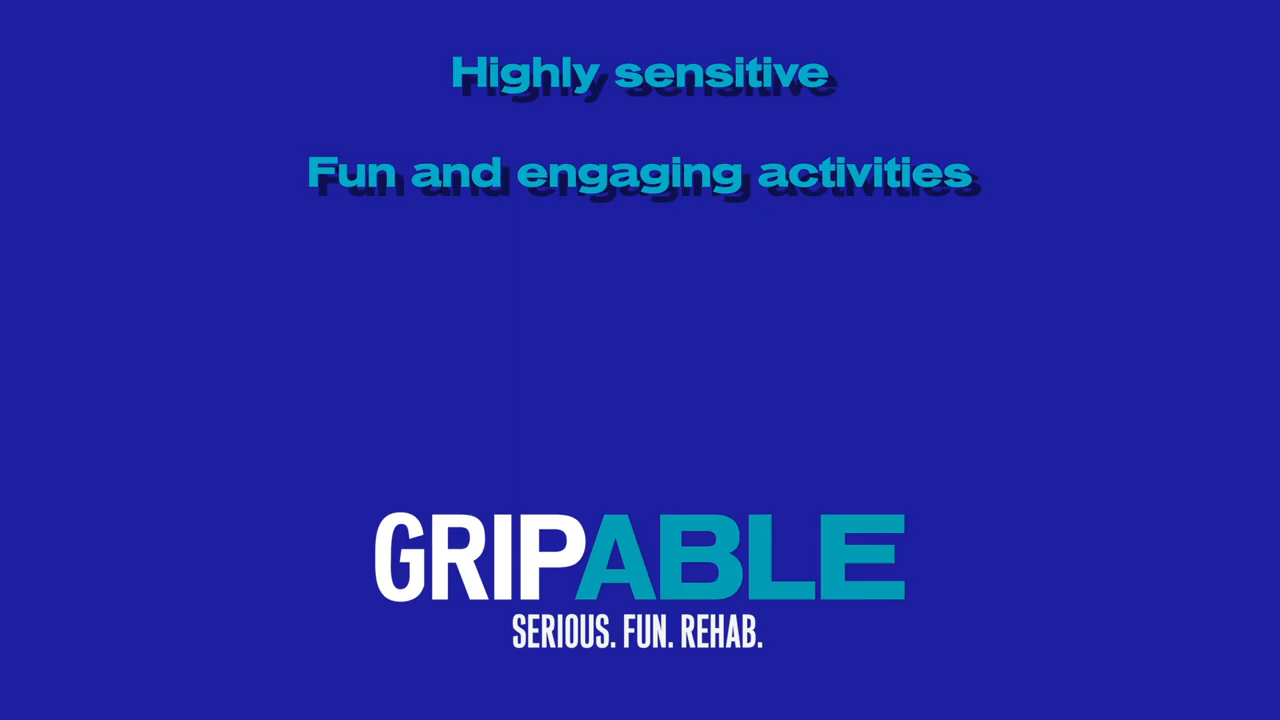 Highly sensitive
Fun and engaging activities
GRIPABLE
SERIOUS. FUN. REHAB.